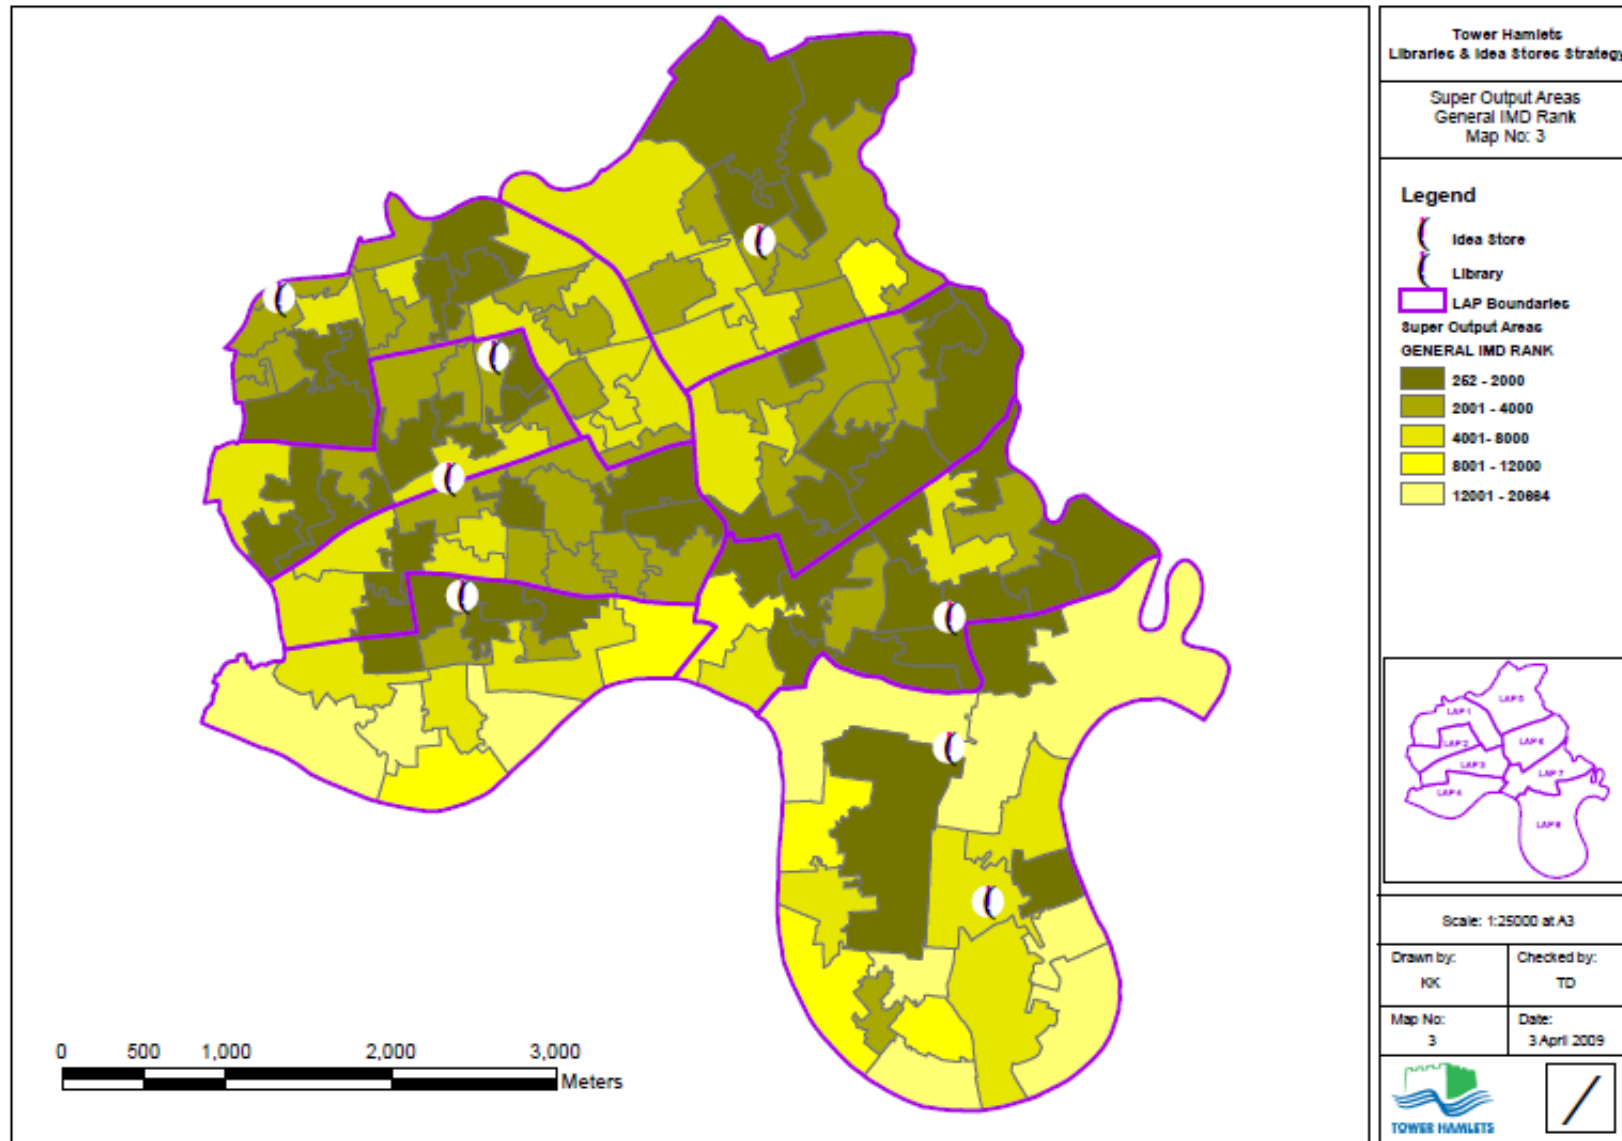 Tower Hamlets
Libraries & Idea Stores Strategy
Super Output Areas
General IMD Rank
Map No: 3
Legend
Idea Store
Library
LAP Boundaries
Super Output Areas
GENERAL IMD RANK
262 - 2000
2001 - 4000
4001- 8000
8001 - 12000
12001 - 20664
LAP 5
LAP 1
LAP 2
LAP 6
LAP 3
LAP 7
LAP 4
LAP 8
Scale: 1:25000 at A3
Drawn by:
KK
Checked by:
TD
Map No:
3
Date:
3 April 2009
TOWER HAMLETS
0 500 1,000 2,000 3,000
Meters